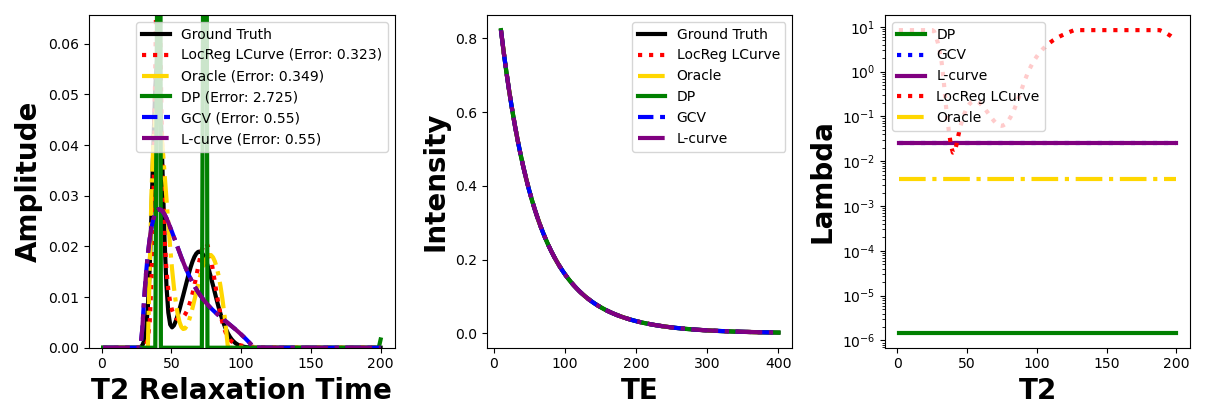 Amplitude
0.06
0.05
0.04
0.03
0.02
0.01
0.00
Ground Truth
LocReg LCurve (Error: 0.323)
Oracle (Error: 0.349)
DP (Error: 2.725)
GCV (Error: 0.55)
L-curve (Error: 0.55)
0 50 100 150 200
T2 Relaxation Time
Intensity
0.8
0.6
0.4
0.2
0.0
Ground Truth
LocReg LCurve
Oracle
DP
GCV
L-curve
0 100 200 300 400
TE
Lambda
10¹
10⁰
10⁻¹
10⁻²
10⁻³
10⁻⁴
10⁻⁵
10⁻⁶
DP
GCV
L-curve
LocReg LCurve
Oracle
0 50 100 150 200
T2